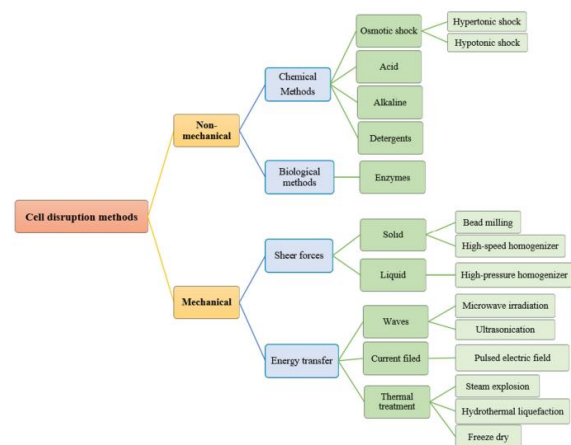 Osmotic shock
Hypertonic shock
Hypotonic shock
Chemical
Methods
Acid
Alkaline
Detergents
Non-
mechanical
Biological
methods
Enzymes
Cell disruption methods
Sheer forces
Solid
Bead milling
High-speed homogenizer
Liquid
High-pressure homogenizer
Mechanical
Energy transfer
Waves
Microwave irradiation
Ultrasonication
Current filed
Pulsed electric field
Thermal
treatment
Steam explosion
Hydrothermal liquefaction
Freeze dry